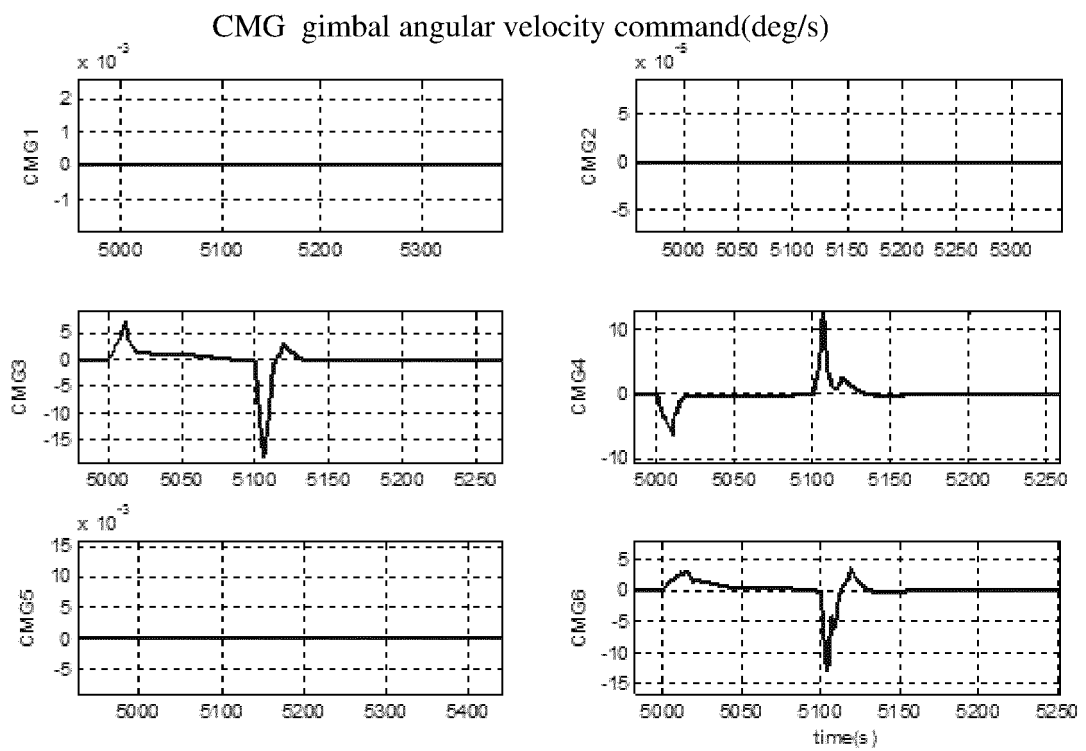 CMG gimbal angular velocity command(deg/s)
x 10^-3
2
1
0
-1
CMG1
5000 5100 5200 5300
x 10^-5
5
0
-5
CMG2
5000 5050 5100 5150 5200 5250 5300
5
0
-5
-10
-15
CMG3
5000 5050 5100 5150 5200 5250
10
0
-10
CMG4
5000 5050 5100 5150 5200 5250
x 10^-3
15
10
5
0
-5
CMG5
5000 5100 5200 5300 5400
5
0
-5
-10
-15
CMG6
5000 5050 5100 5150 5200 5250
time(s)